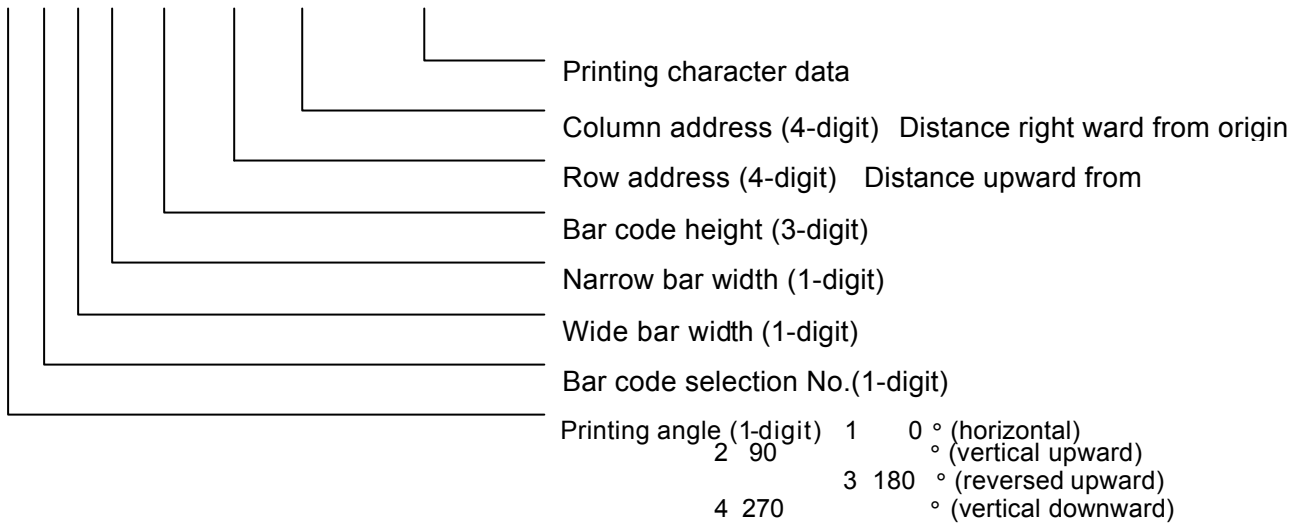 Printing character data
Column address (4-digit) Distance right ward from origin
Row address (4-digit) Distance upward from
Bar code height (3-digit)
Narrow bar width (1-digit)
Wide bar width (1-digit)
Bar code selection No.(1-digit)
Printing angle (1-digit) 1 0 ° (horizontal)
2 90 ° (vertical upward)
3 180 ° (reversed upward)
4 270 ° (vertical downward)